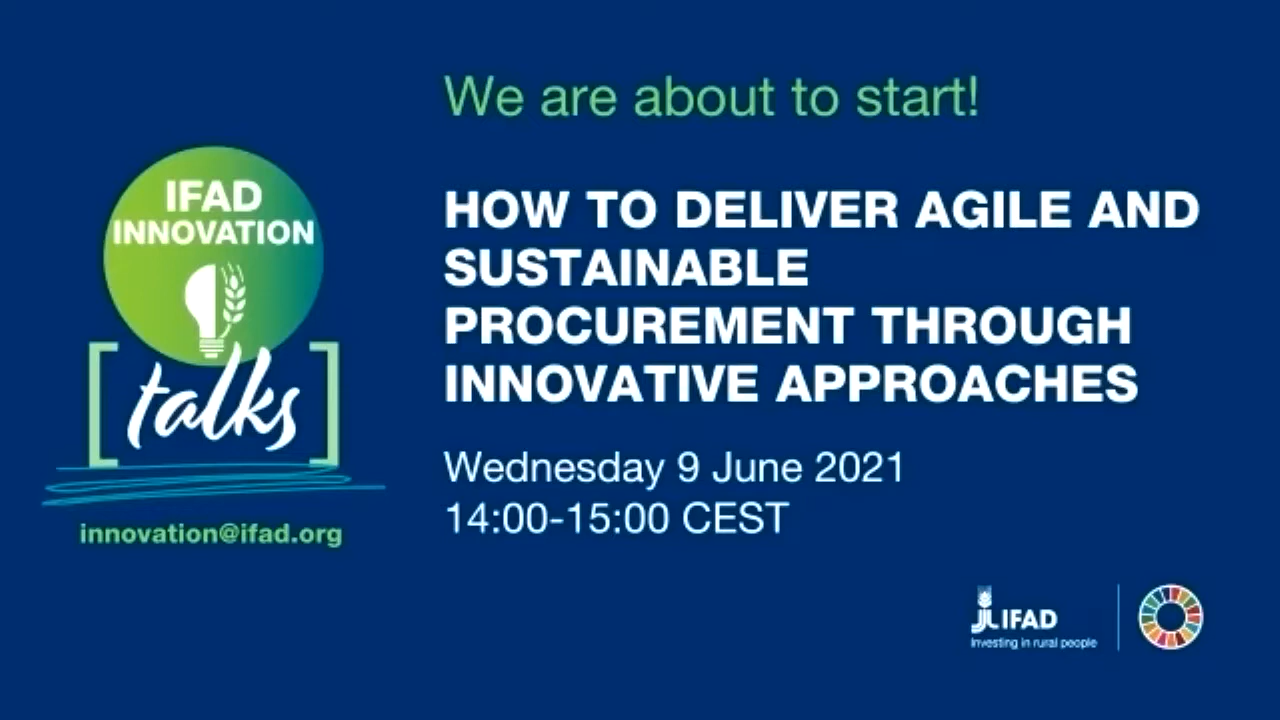 We are about to start!
IFAD
INNOVATION
talks
innovation@ifad.org
HOW TO DELIVER AGILE AND
SUSTAINABLE
PROCUREMENT THROUGH
INNOVATIVE APPROACHES
Wednesday 9 June 2021
14:00-15:00 CEST
IFAD
Investing in rural people